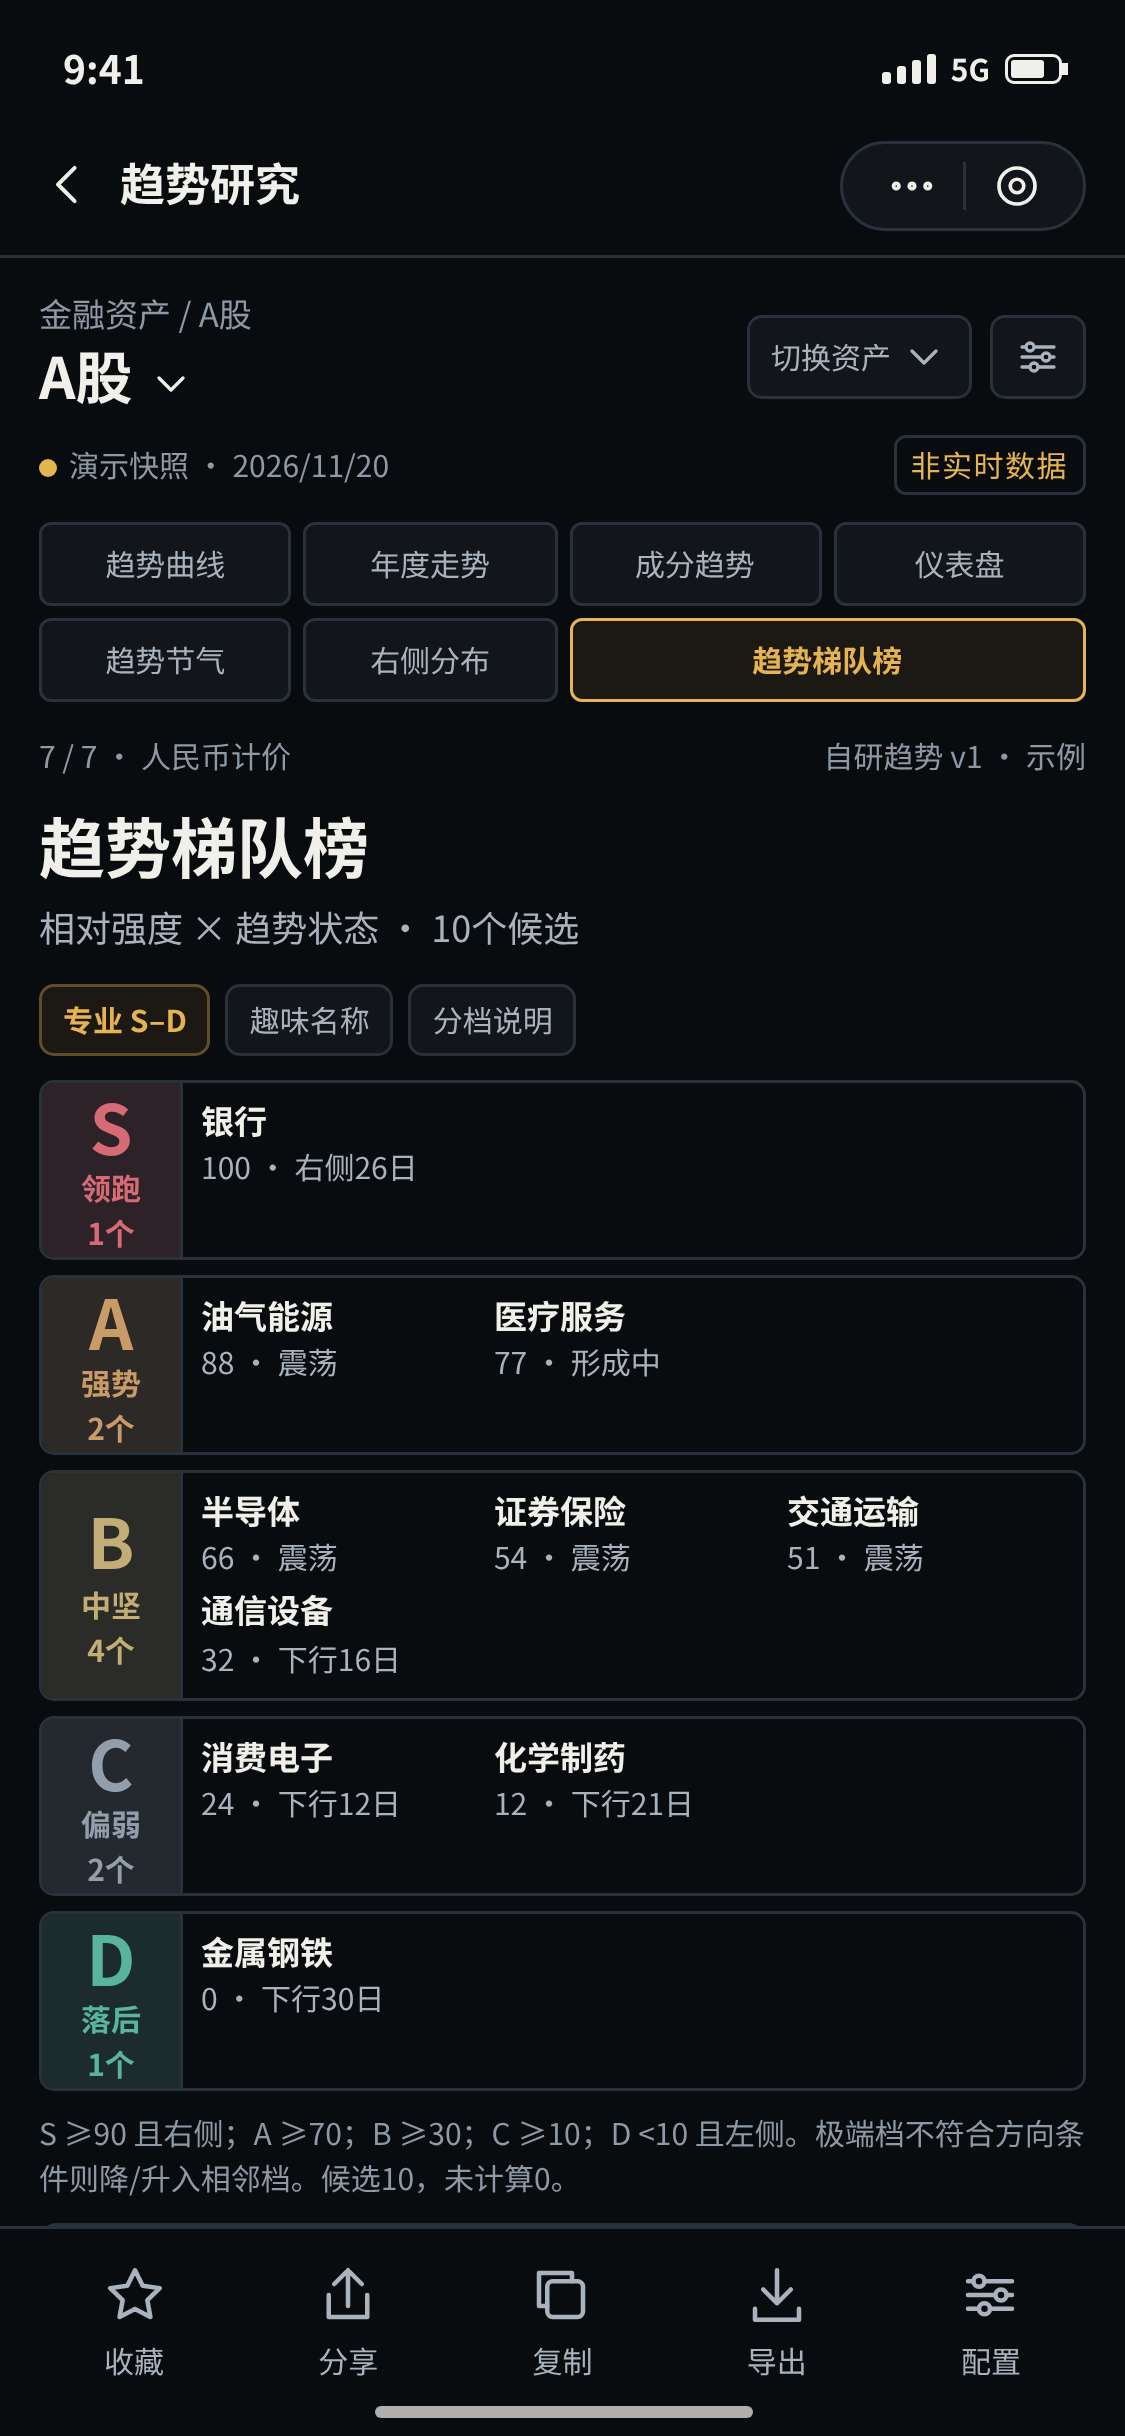 9:41
5G
趋势研究
金融资产 / A股
A股
切换资产
演示快照 · 2026/11/20
非实时数据
趋势曲线 年度走势 成分趋势 仪表盘
趋势节气 右侧分布 趋势梯队榜
7 / 7 · 人民币计价
自研趋势 v1 · 示例
趋势梯队榜
相对强度 × 趋势状态 · 10个候选
专业 S–D 趣味名称 分档说明
S
领跑
1个
银行
100 · 右侧26日
A
强势
2个
油气能源 医疗服务
88 · 震荡 77 · 形成中
B
中坚
4个
半导体 证券保险 交通运输
66 · 震荡 54 · 震荡 51 · 震荡
通信设备
32 · 下行16日
C
偏弱
2个
消费电子 化学制药
24 · 下行12日 12 · 下行21日
D
落后
1个
金属钢铁
0 · 下行30日
S ≥90 且右侧；A ≥70；B ≥30；C ≥10；D <10 且左侧。极端档不符合方向条
件则降/升入相邻档。候选10，未计算0。
收藏 分享 复制 导出 配置